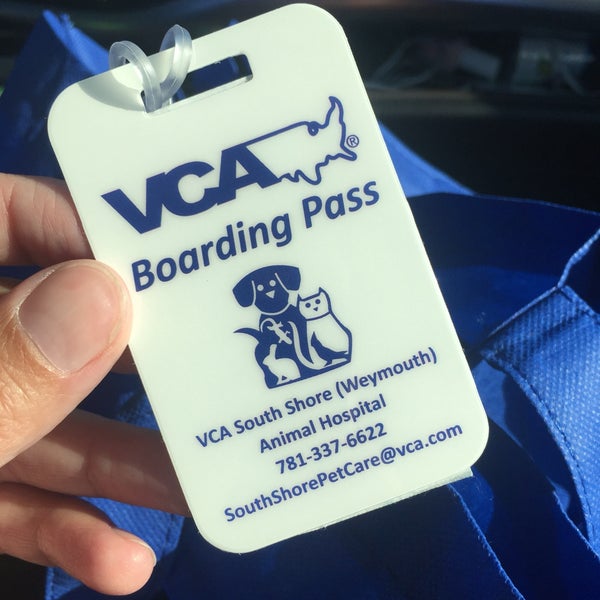 VCA®
Boarding Pass
VCA South Shore (Weymouth)
Animal Hospital
781-337-6622
SouthShorePetCare@vca.com